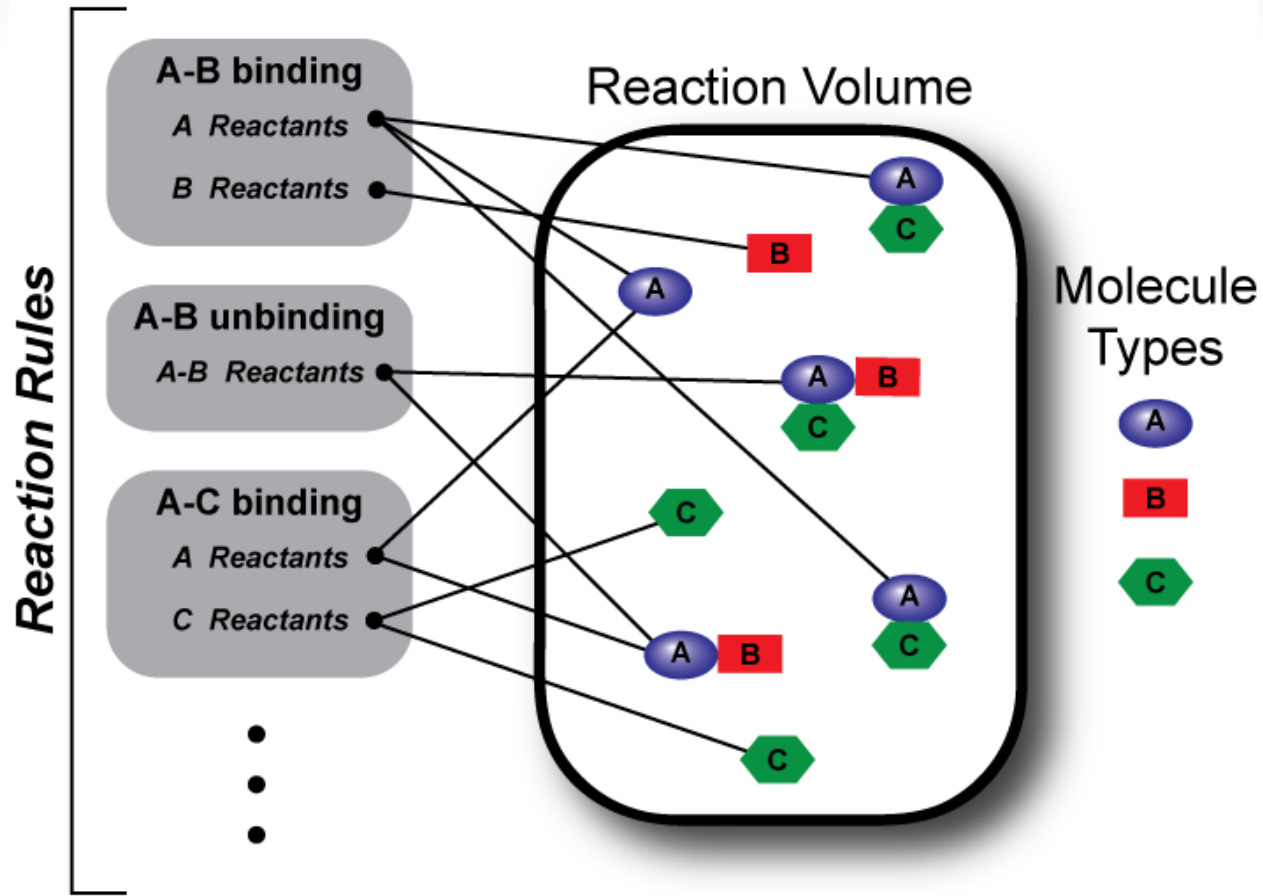 Reaction Rules
A-B binding
A Reactants
B Reactants
A-B unbinding
A-B Reactants
A-C binding
A Reactants
C Reactants
Reaction Volume
A
C
B
A
A B
C
C
A
C
A B
C
Molecule
Types
A
B
C